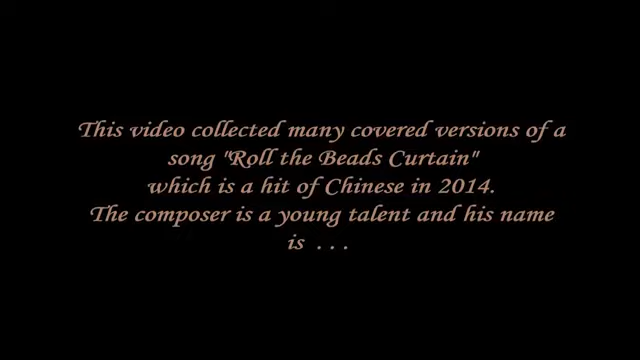 This video collected many covered versions of a
song "Roll the Beads Curtain"
which is a hit of Chinese in 2014.
The composer is a young talent and his name
is . . .